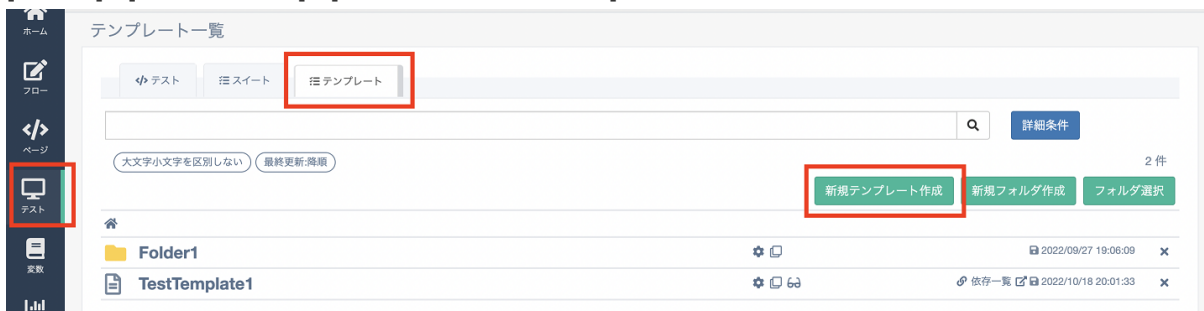 ホーム
テンプレート一覧
フロー
</> テスト
スイート
テンプレート
ページ
詳細条件
大文字小文字を区別しない
最終更新:降順
2 件
テスト
新規テンプレート作成
新規フォルダ作成
フォルダ選択
変数
Folder1
2022/09/27 19:06:09
TestTemplate1
依存一覧
2022/10/18 20:01:33